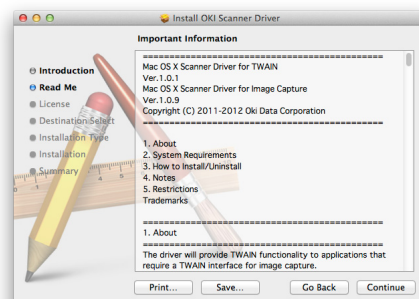 Install OKI Scanner Driver
Important Information
Introduction
Read Me
License
Destination Select
Installation Type
Installation
Summary
==================================================
Mac OS X Scanner Driver for TWAIN
Ver.1.0.1
Mac OS X Scanner Driver for Image Capture
Ver.1.0.9
Copyright (C) 2011-2012 Oki Data Corporation
==================================================
1. About
2. System Requirements
3. How to Install/Uninstall
4. Notes
5. Restrictions
Trademarks
==================================================
1. About
==================================================
The driver will provide TWAIN functionality to applications that
require a TWAIN interface for image capture.
Print...
Save...
Go Back
Continue